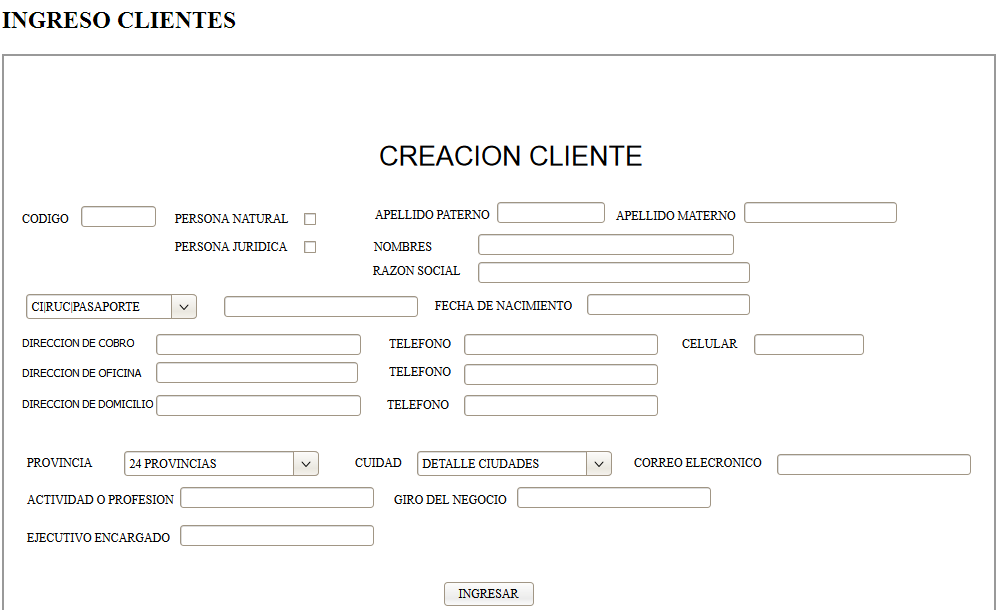 INGRESO CLIENTES
CREACION CLIENTE
CODIGO PERSONA NATURAL APELLIDO PATERNO APELLIDO MATERNO
PERSONA JURIDICA NOMBRES
RAZON SOCIAL
CI|RUC|PASAPORTE FECHA DE NACIMIENTO
DIRECCION DE COBRO TELEFONO CELULAR
DIRECCION DE OFICINA TELEFONO
DIRECCION DE DOMICILIO TELEFONO
PROVINCIA 24 PROVINCIAS CUIDAD DETALLE CIUDADES CORREO ELECRONICO
ACTIVIDAD O PROFESION GIRO DEL NEGOCIO
EJECUTIVO ENCARGADO
INGRESAR